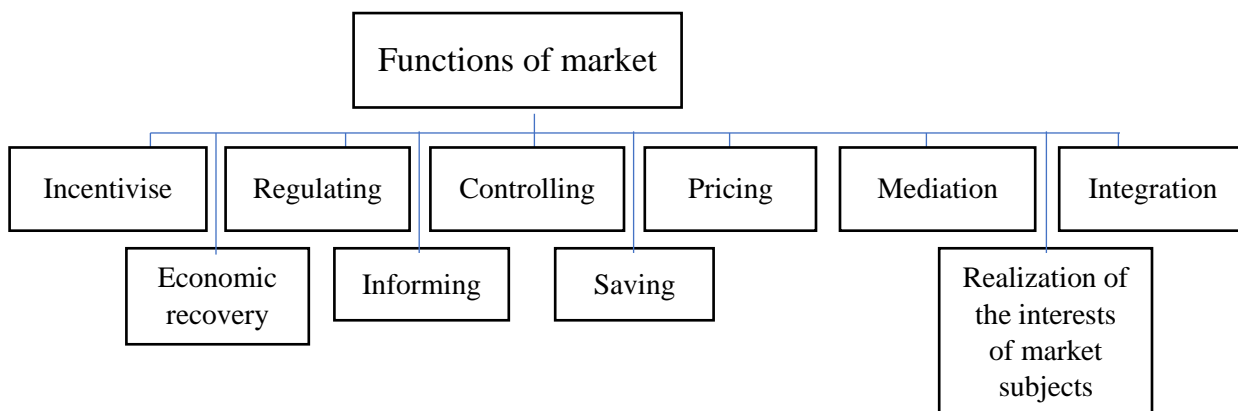 Functions of market
Incentivise
Regulating
Controlling
Pricing
Mediation
Integration
Economic
recovery
Informing
Saving
Realization of
the interests
of market
subjects